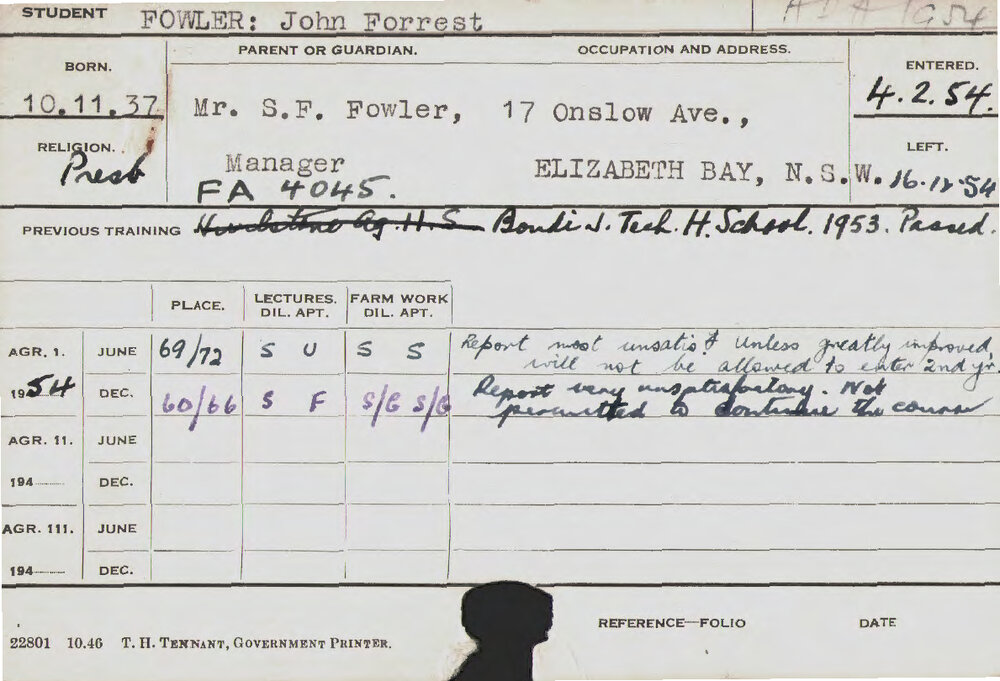 STUDENT FOWLER: John Forrest
PARENT OR GUARDIAN. OCCUPATION AND ADDRESS.
BORN. ENTERED.
10.11.37 Mr. S.F. Fowler, 17 Onslow Ave., 4.2.54.
RELIGION. LEFT.
Presb Manager ELIZABETH BAY, N.S.W. 16.12.54
FA 4045.
PREVIOUS TRAINING Ag. H.S. Bondi J. Tech. H. School. 1953. Passed.
PLACE. LECTURES. FARM WORK
DIL. APT. DIL. APT.
AGR. 1. JUNE 69/72 S U S S Report most unsatis. & unless greatly improved,
will not be allowed to enter 2nd yr.
1954 DEC. 60/66 S F S/G S/G Report very unsatisfactory. Not
permitted to continue the course
AGR. 11. JUNE
194 DEC.
AGR. 111. JUNE
194 DEC.
REFERENCE—FOLIO DATE
22801 10.46 T. H. TENNANT, GOVERNMENT PRINTER.